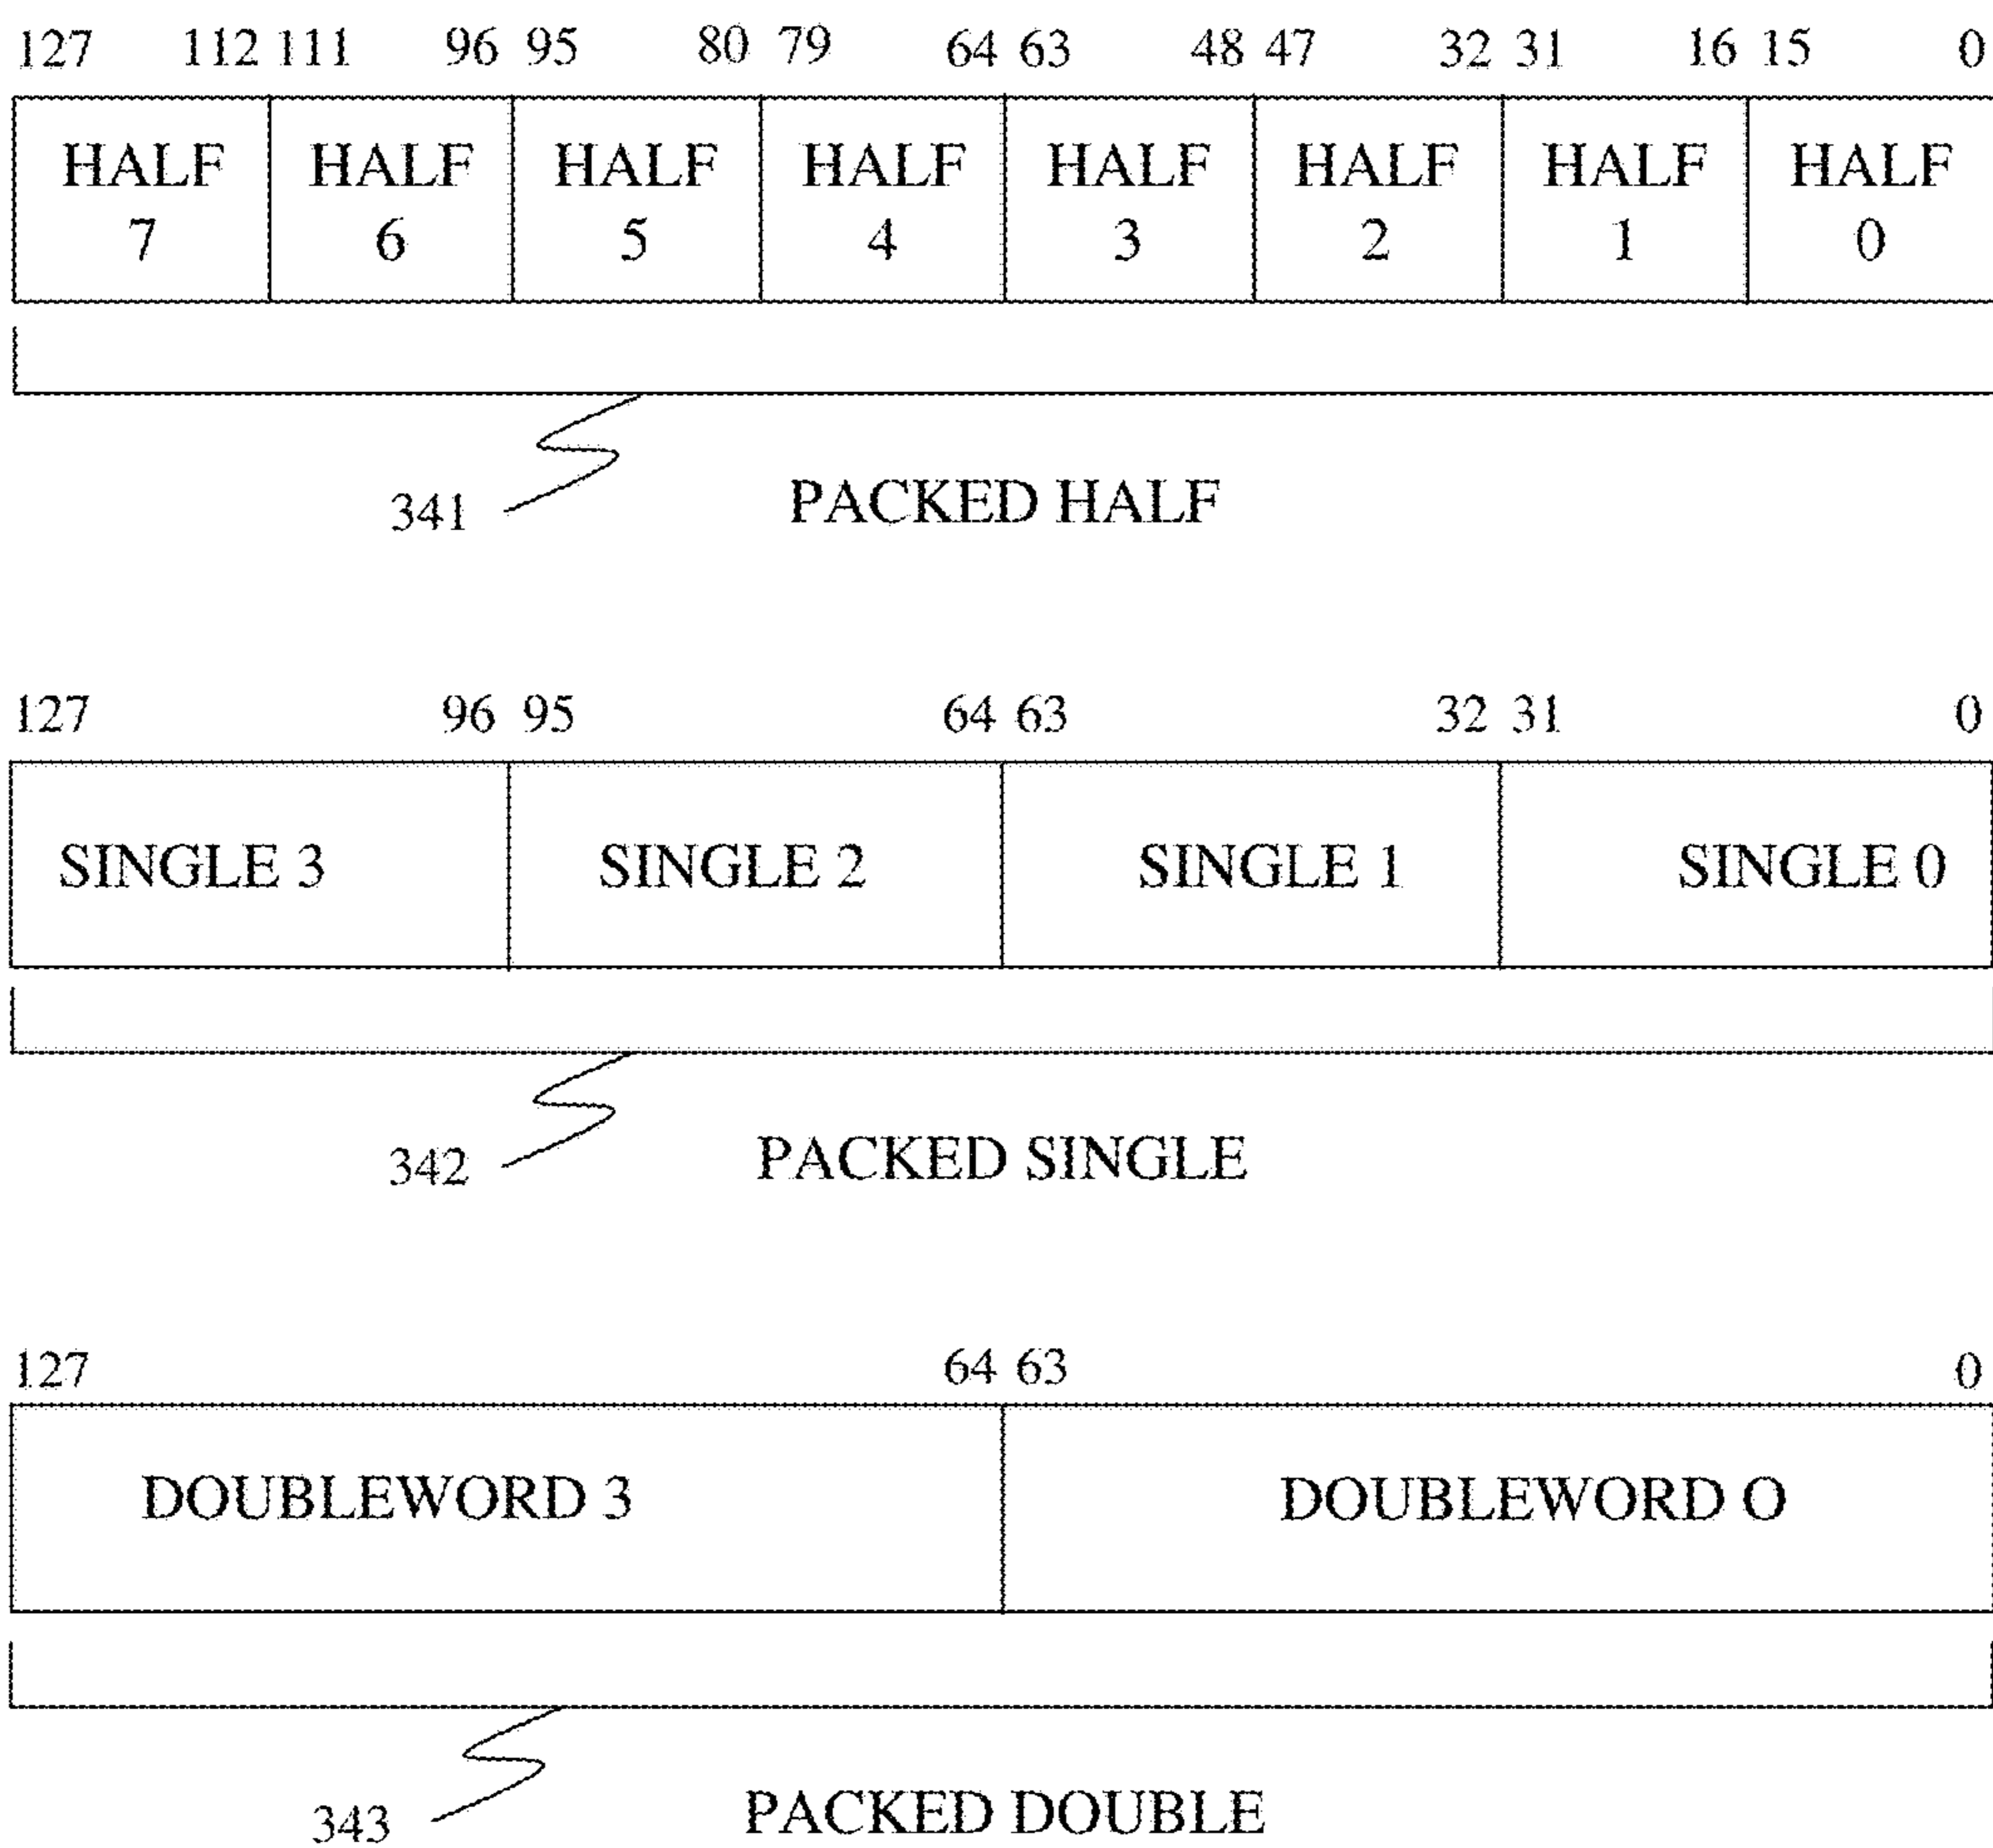 127 112 111 96 95 80 79 64 63 48 47 32 31 16 15 0
HALF HALF HALF HALF HALF HALF HALF HALF
7 6 5 4 3 2 1 0
341 PACKED HALF
127 96 95 64 63 32 31 0
SINGLE 3 SINGLE 2 SINGLE 1 SINGLE 0
342 PACKED SINGLE
127 64 63 0
DOUBLEWORD 3 DOUBLEWORD O
343 PACKED DOUBLE